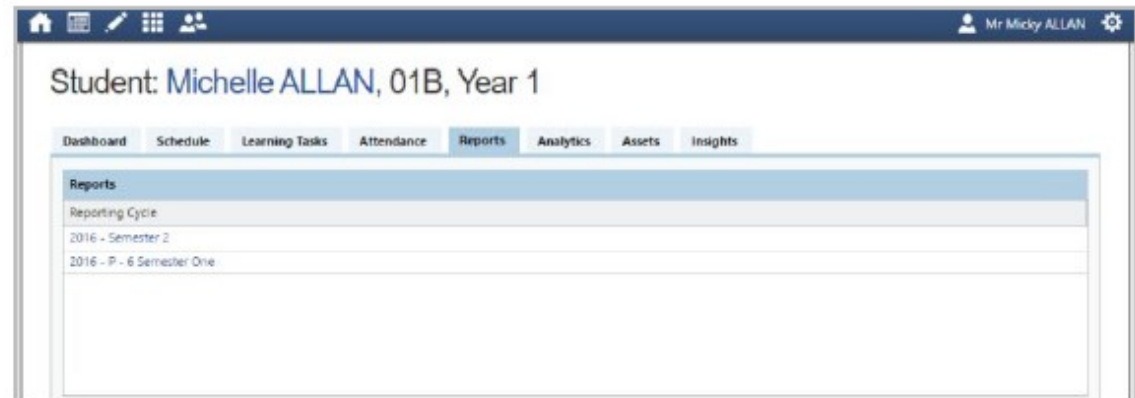 Mr Micky ALLAN
Student: Michelle ALLAN, 01B, Year 1
Dashboard Schedule Learning Tasks Attendance Reports Analytics Assets Insights
Reports
Reporting Cycle
2016 - Semester 2
2016 - P - 6 Semester One